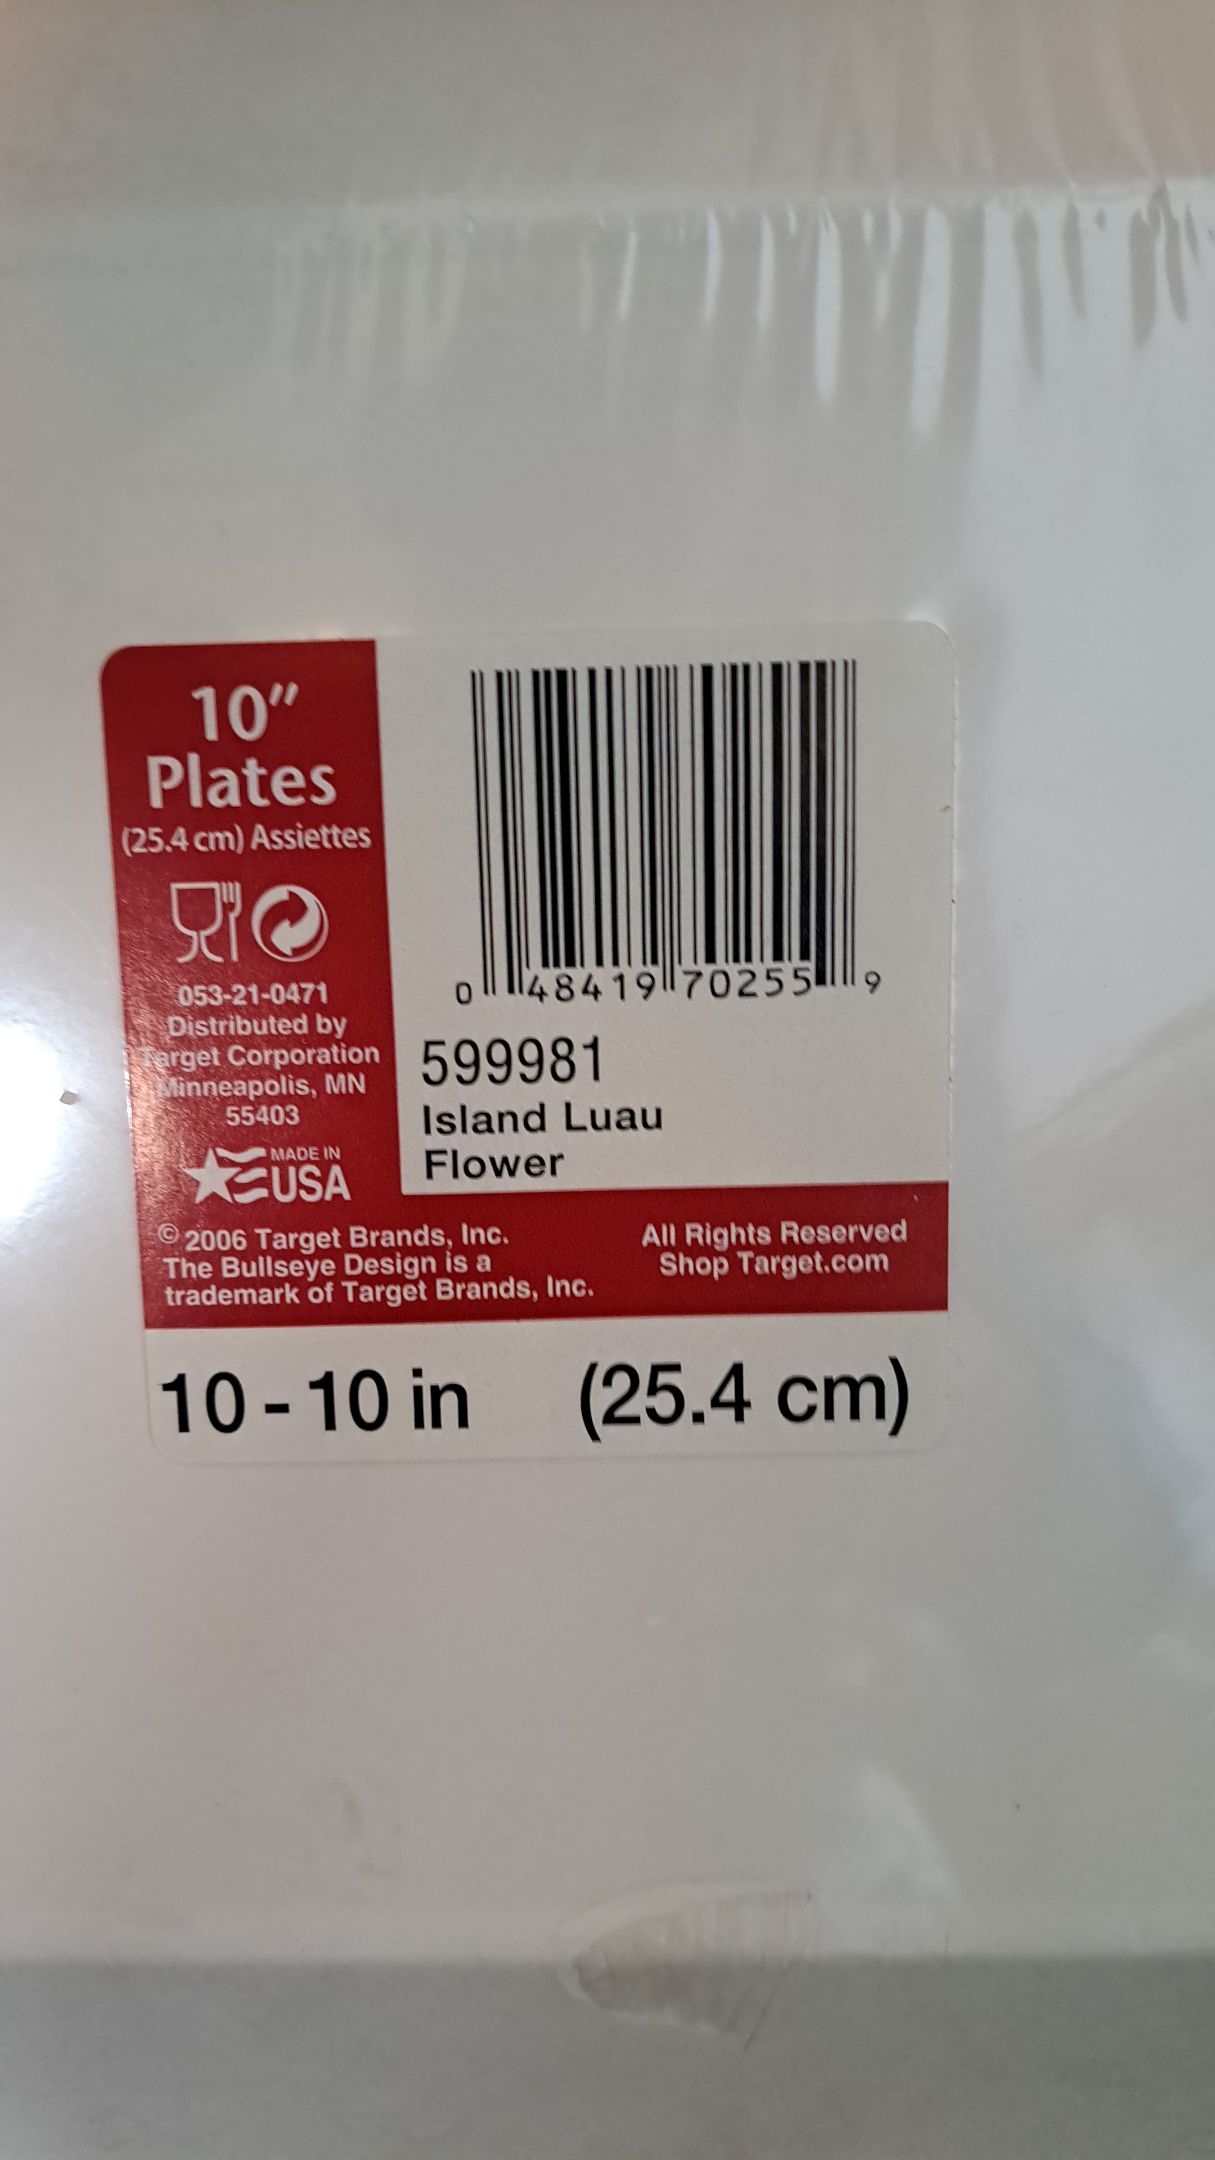 10″
Plates
(25.4 cm) Assiettes
053-21-0471
Distributed by
Target Corporation
Minneapolis, MN
55403
MADE IN
USA
0 48419 70255 9
599981
Island Luau
Flower
© 2006 Target Brands, Inc.
The Bullseye Design is a
trademark of Target Brands, Inc.
All Rights Reserved
Shop Target.com
10 - 10 in (25.4 cm)